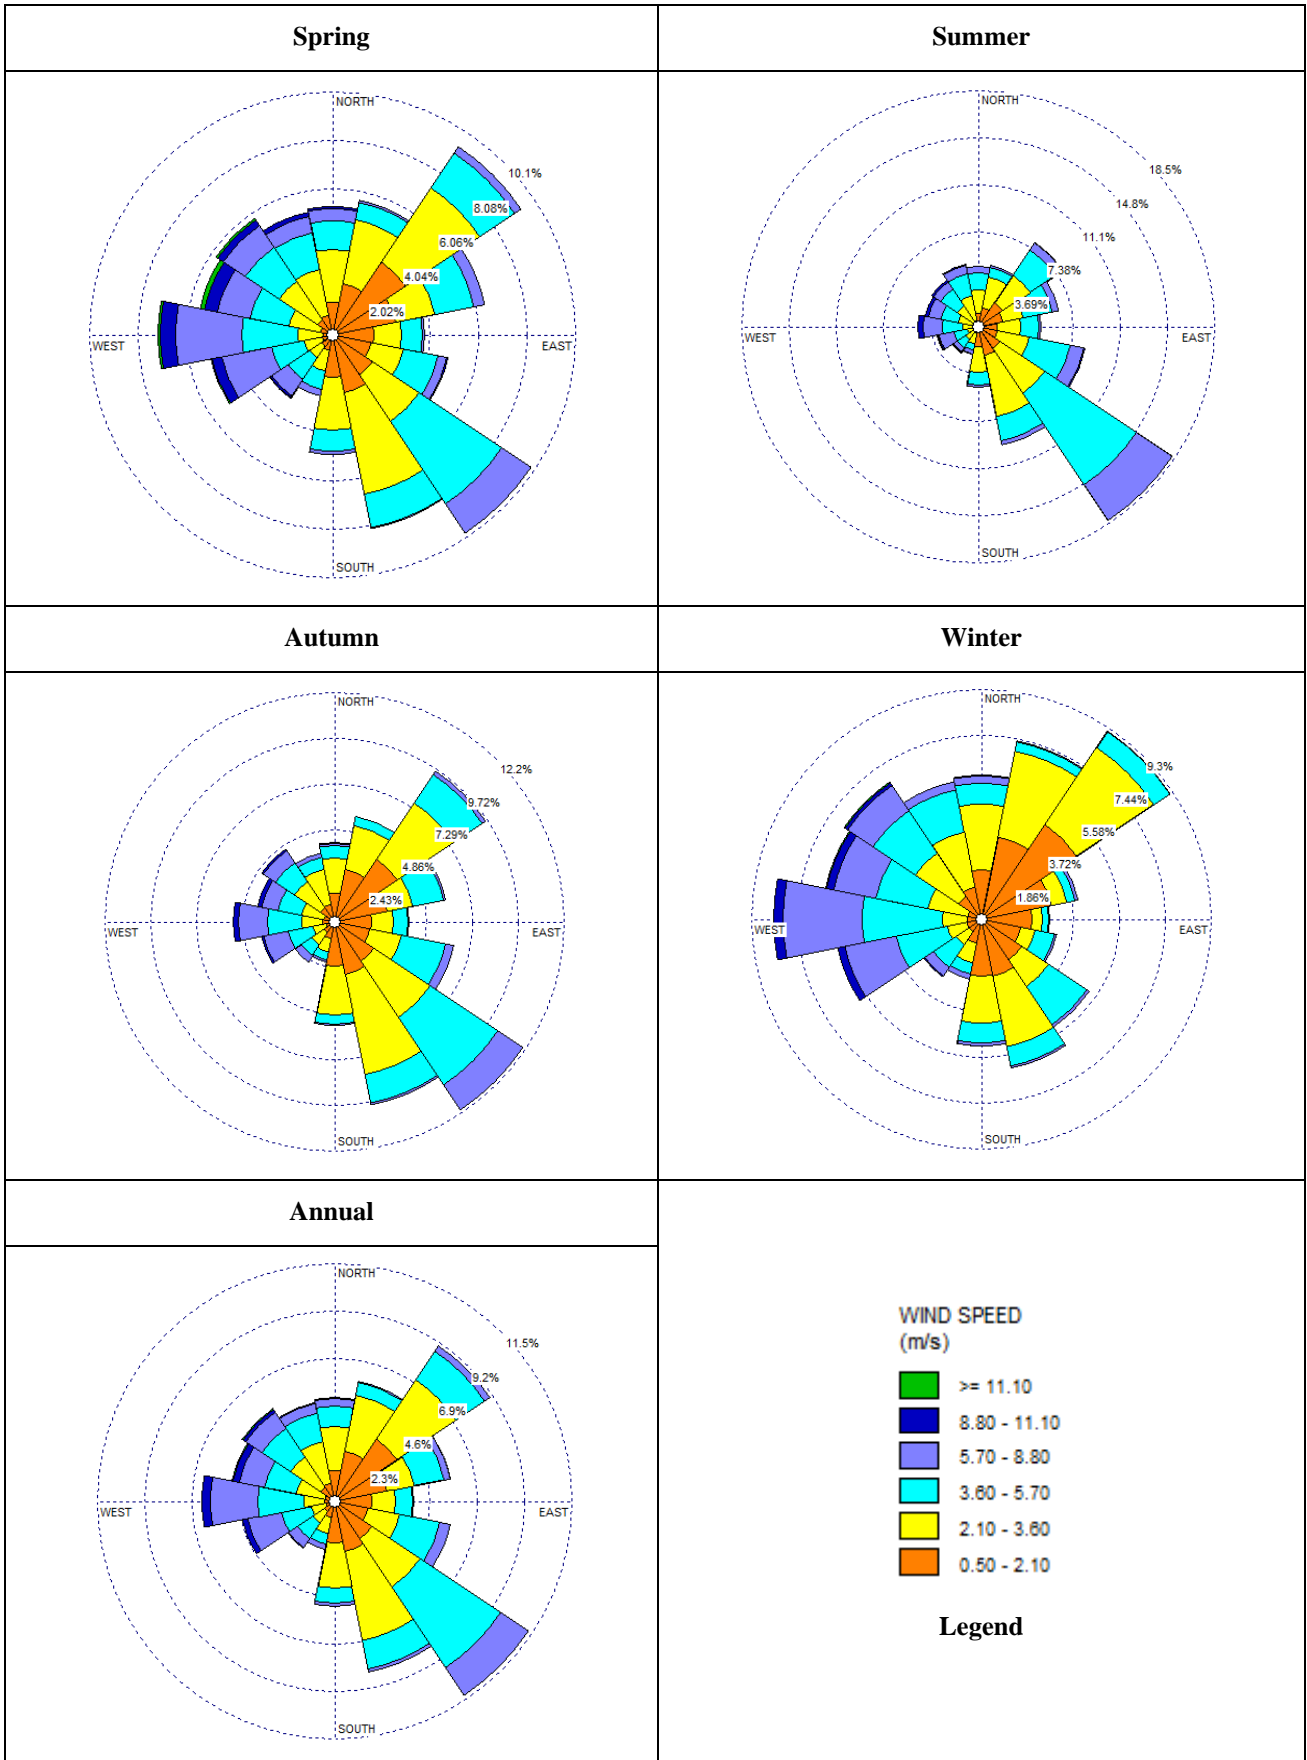 Spring
Summer
NORTH
10.1%
8.08%
6.06%
4.04%
2.02%
WEST
EAST
SOUTH
NORTH
18.5%
14.8%
11.1%
7.38%
3.69%
WEST
EAST
SOUTH
Autumn
Winter
NORTH
12.2%
9.72%
7.29%
4.86%
2.43%
WEST
EAST
SOUTH
NORTH
9.3%
7.44%
5.58%
3.72%
1.86%
WEST
EAST
SOUTH
Annual
NORTH
11.5%
9.2%
6.9%
4.6%
2.3%
WEST
EAST
SOUTH
WIND SPEED
(m/s)
>= 11.10
8.80 - 11.10
5.70 - 8.80
3.60 - 5.70
2.10 - 3.60
0.50 - 2.10
Legend